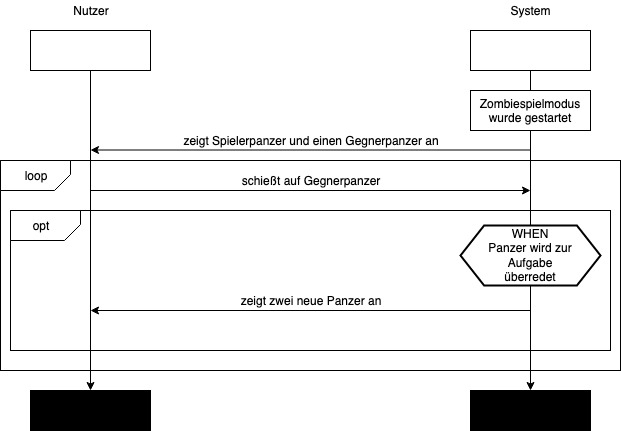 Nutzer
System
Zombiespielmodus
wurde gestartet
zeigt Spielerpanzer und einen Gegnerpanzer an
loop
schießt auf Gegnerpanzer
opt
WHEN
Panzer wird zur
Aufgabe
überredet
zeigt zwei neue Panzer an